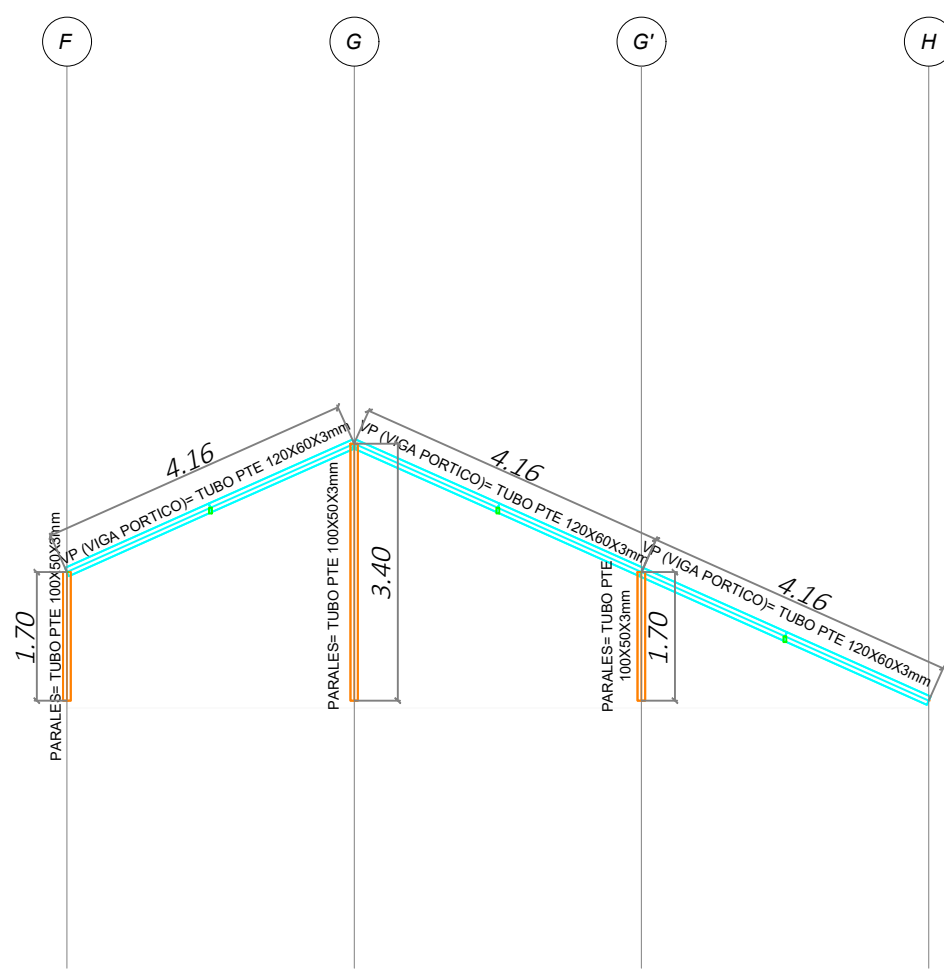 F
G
G'
H
4.16
VP (VIGA PORTICO)= TUBO PTE 120X60X3mm
4.16
VP (VIGA PORTICO)= TUBO PTE 120X60X3mm
4.16
VP (VIGA PORTICO)= TUBO PTE 120X60X3mm
1.70
PARALES= TUBO PTE 100X50X3mm
PARALES= TUBO PTE 100X50X3mm
3.40
PARALES= TUBO PTE
100X50X3mm
1.70